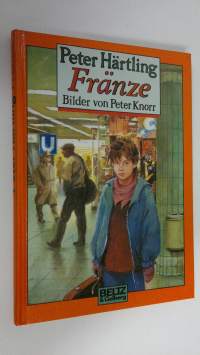 Peter Härtling
Fränze
Bilder von Peter Knorr
U
BELTZ
& Gelberg